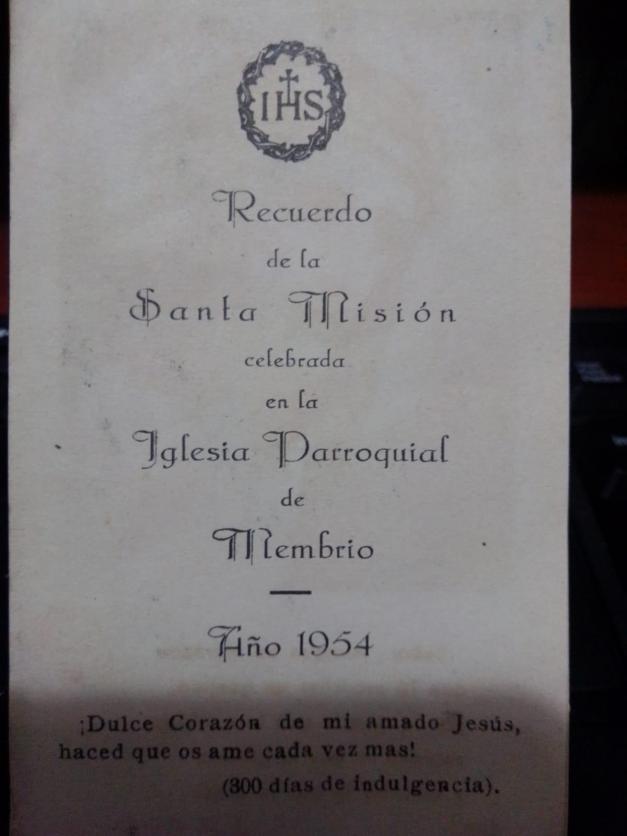 IHS
Recuerdo
de la
Santa Misión
celebrada
en la
Iglesia Parroquial
de
Membrio
Año 1954
¡Dulce Corazón de mi amado Jesús,
haced que os ame cada vez mas!
(300 días de indulgencia).